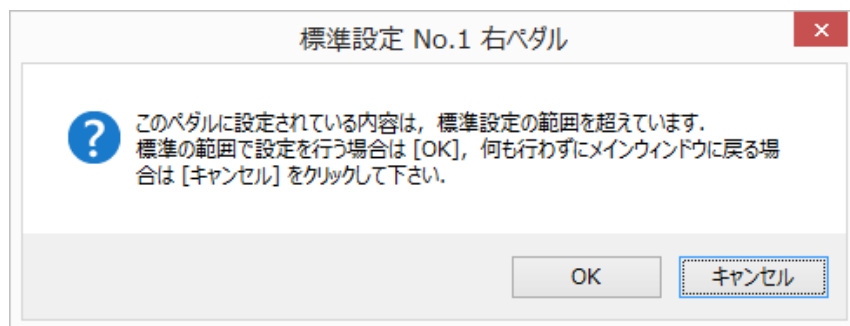 標準設定 No.1 右ペダル
このペダルに設定されている内容は，標準設定の範囲を超えています．
標準の範囲で設定を行う場合は [OK]，何も行わずにメインウィンドウに戻る場
合は [キャンセル] をクリックして下さい．
OK
キャンセル